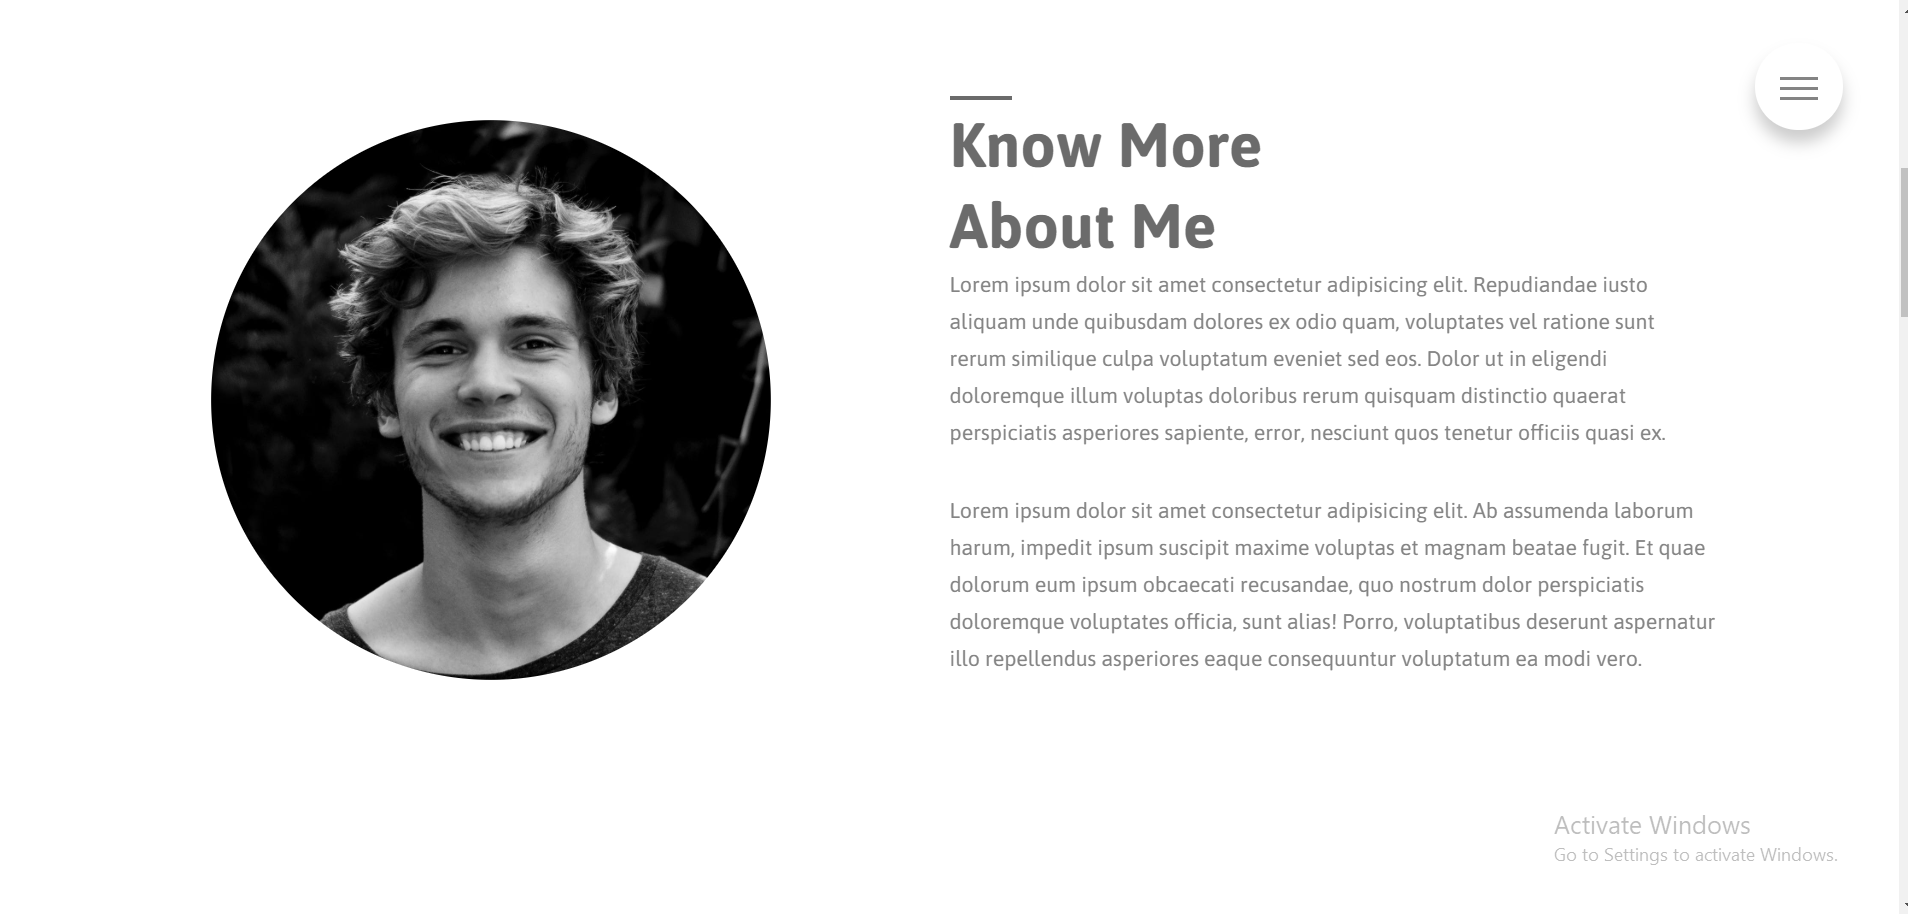 Know More
About Me
Lorem ipsum dolor sit amet consectetur adipisicing elit. Repudiandae iusto
aliquam unde quibusdam dolores ex odio quam, voluptates vel ratione sunt
rerum similique culpa voluptatum eveniet sed eos. Dolor ut in eligendi
doloremque illum voluptas doloribus rerum quisquam distinctio quaerat
perspiciatis asperiores sapiente, error, nesciunt quos tenetur officiis quasi ex.
Lorem ipsum dolor sit amet consectetur adipisicing elit. Ab assumenda laborum
harum, impedit ipsum suscipit maxime voluptas et magnam beatae fugit. Et quae
dolorum eum ipsum obcaecati recusandae, quo nostrum dolor perspiciatis
doloremque voluptates officia, sunt alias! Porro, voluptatibus deserunt aspernatur
illo repellendus asperiores eaque consequuntur voluptatum ea modi vero.
Activate Windows
Go to Settings to activate Windows.